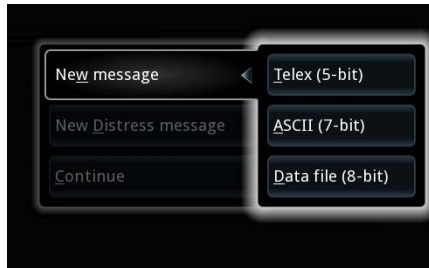 New message
Telex (5-bit)
New Distress message
ASCII (7-bit)
Continue
Data file (8-bit)